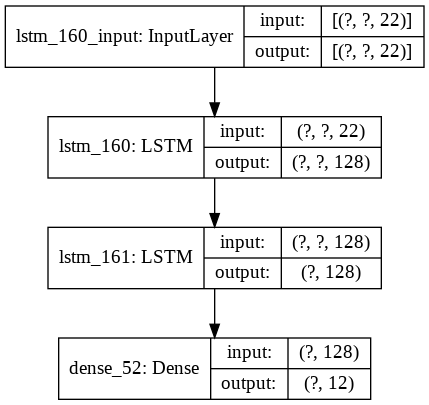 lstm_160_input: InputLayer
input: [(?, ?, 22)]
output: [(?, ?, 22)]
lstm_160: LSTM
input: (?, ?, 22)
output: (?, ?, 128)
lstm_161: LSTM
input: (?, ?, 128)
output: (?, 128)
dense_52: Dense
input: (?, 128)
output: (?, 12)